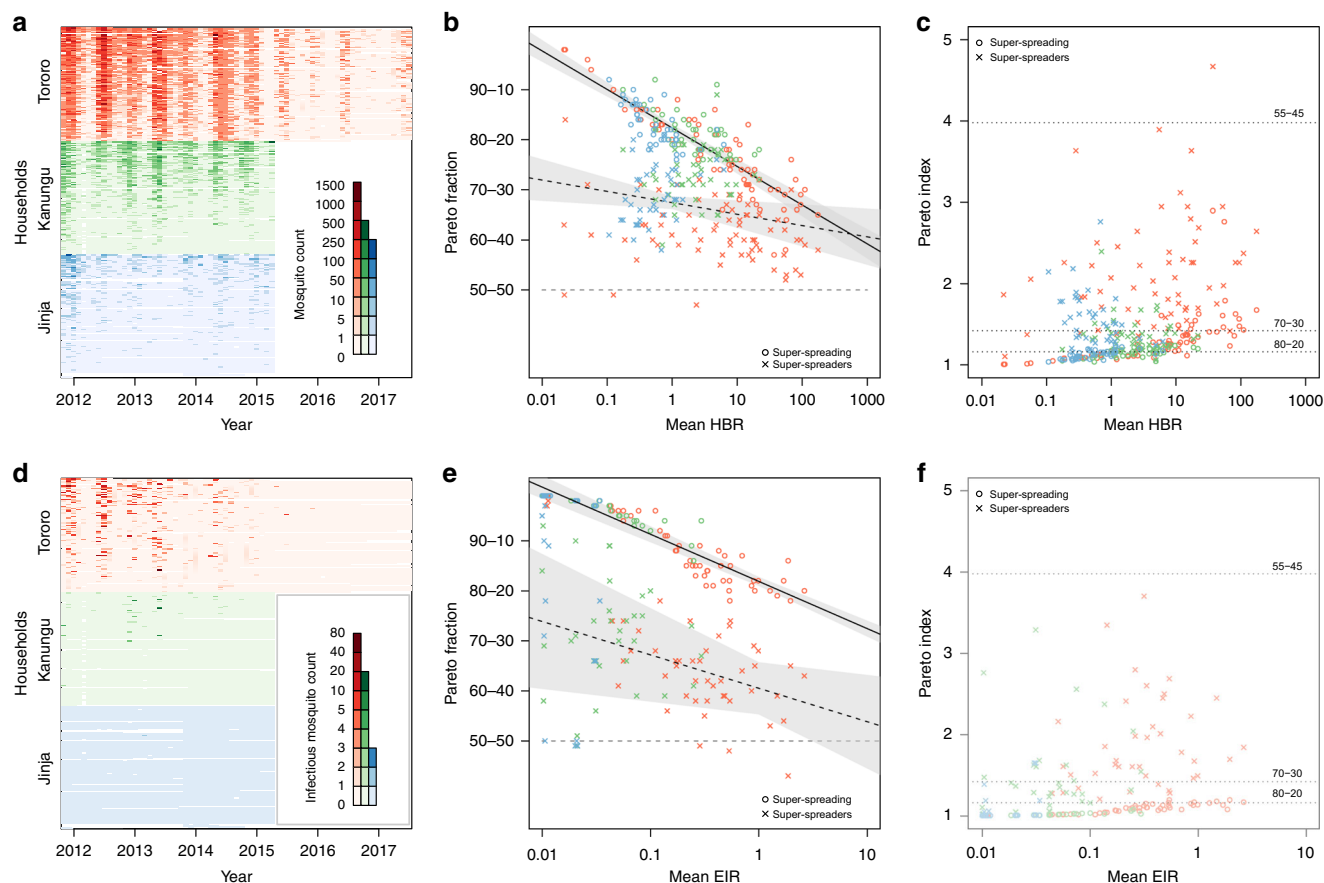 a
Households
Tororo
Kanungu
Jinja
Mosquito count
1500
1000
500
250
100
50
10
5
1
0
2012 2013 2014 2015 2016 2017
Year
b
Pareto fraction
90–10
80–20
70–30
60–40
50–50
Super-spreading
Super-spreaders
0.01 0.1 1 10 100 1000
Mean HBR
c
Pareto index
5
4
3
2
1
Super-spreading
Super-spreaders
55–45
70–30
80–20
0.01 0.1 1 10 100 1000
Mean HBR
d
Households
Tororo
Kanungu
Jinja
Infectious mosquito count
80
40
20
10
5
4
3
2
1
0
2012 2013 2014 2015 2016 2017
Year
e
Pareto fraction
90–10
80–20
70–30
60–40
50–50
Super-spreading
Super-spreaders
0.01 0.1 1 10
Mean EIR
f
Pareto index
5
4
3
2
1
Super-spreading
Super-spreaders
55–45
70–30
80–20
0.01 0.1 1 10
Mean EIR